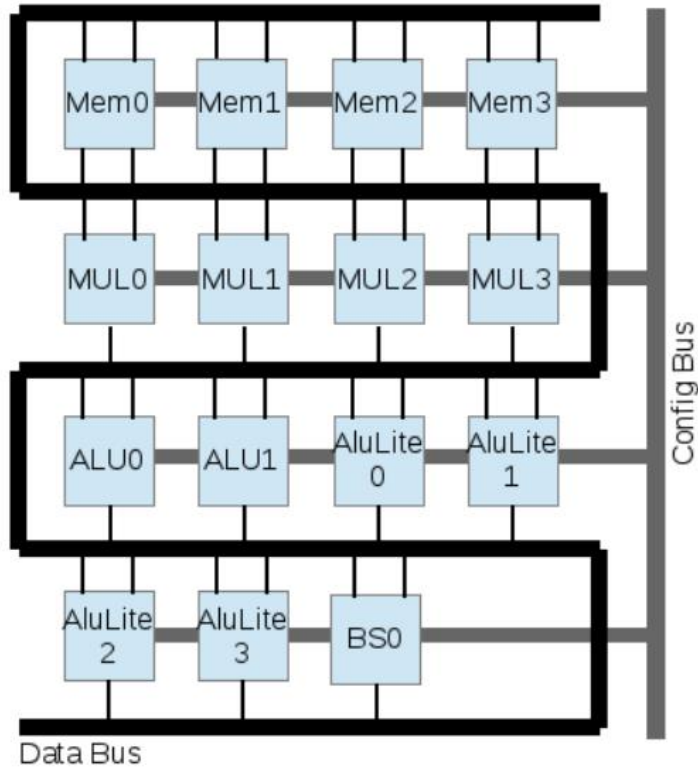 Mem0 Mem1 Mem2 Mem3
MUL0 MUL1 MUL2 MUL3
Config Bus
ALU0 ALU1 AluLite AluLite
0 1
AluLite AluLite BS0
2 3
Data Bus